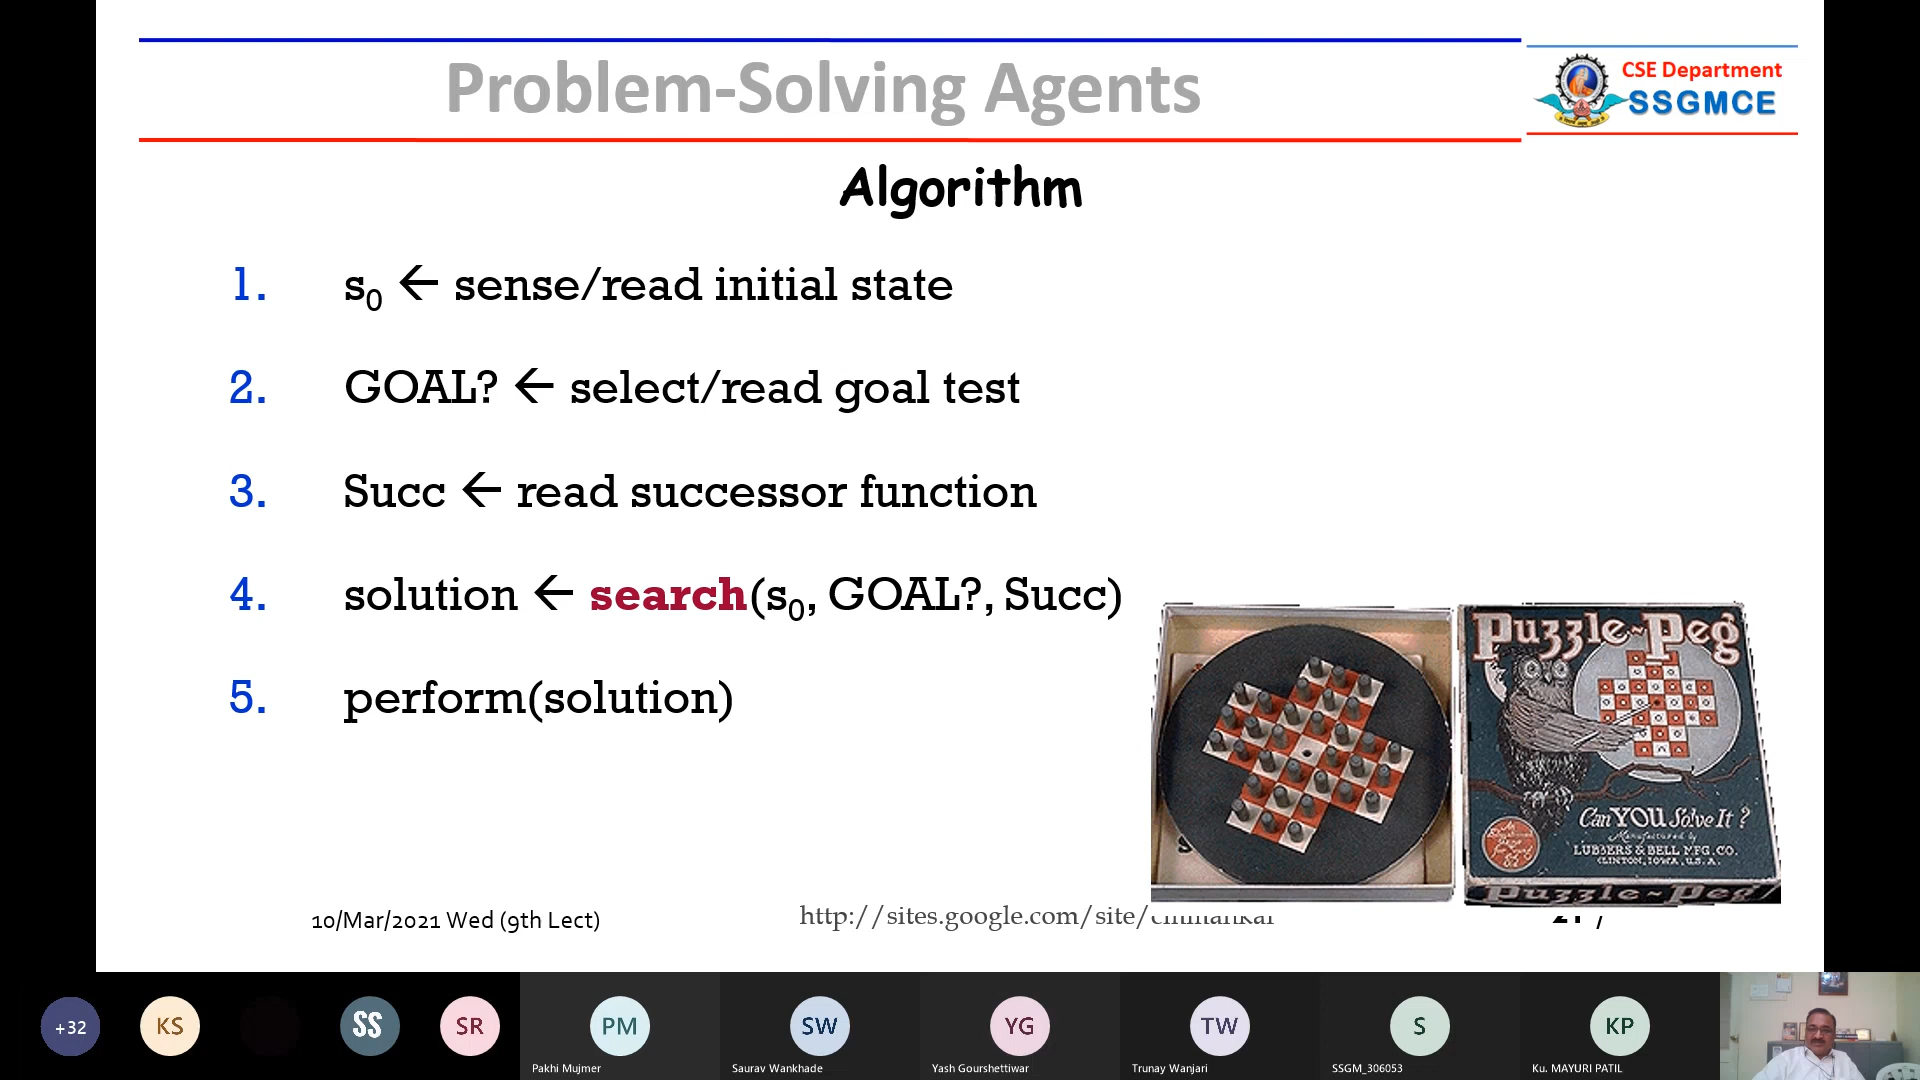 Problem-Solving Agents
CSE Department
SSGMCE
Algorithm
1. s0 ← sense/read initial state
2. GOAL? ← select/read goal test
3. Succ ← read successor function
4. solution ← search(s0, GOAL?, Succ)
5. perform(solution)
Puzzle-Peg
Can YOU Solve It?
Manufactured by
LUBBERS & BELL MFG. CO.
CLINTON, IOWA, U.S.A.
Puzzle-Peg
10/Mar/2021 Wed (9th Lect)
http://sites.google.com/site/
+32
KS
SS
SR
PM
Pakhi Mujmer
SW
Saurav Wankhade
YG
Yash Gourshettiwar
TW
Trunay Wanjari
S
SSGM_306053
KP
Ku. MAYURI PATIL